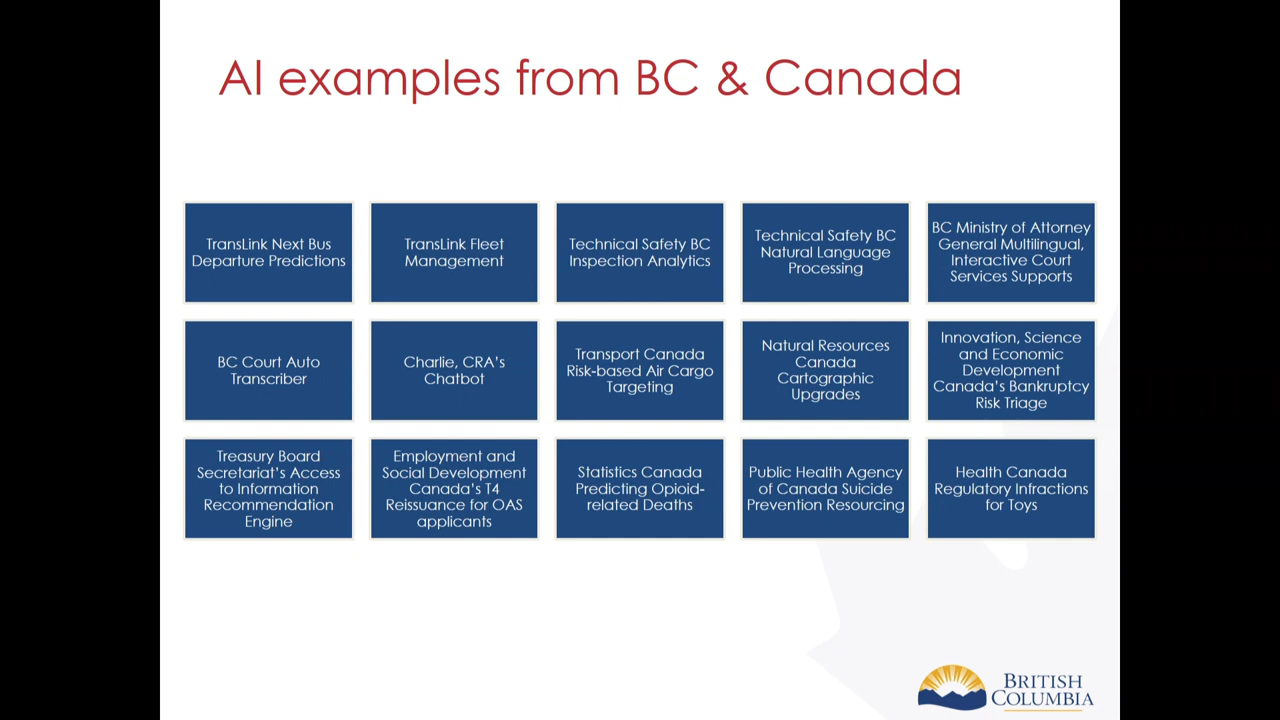 AI examples from BC & Canada
TransLink Next Bus
Departure Predictions
TransLink Fleet
Management
Technical Safety BC
Inspection Analytics
Technical Safety BC
Natural Language
Processing
BC Ministry of Attorney
General Multilingual,
Interactive Court
Services Supports
BC Court Auto
Transcriber
Charlie, CRA's
Chatbot
Transport Canada
Risk-based Air Cargo
Targeting
Natural Resources
Canada
Cartographic
Upgrades
Innovation, Science
and Economic
Development
Canada's Bankruptcy
Risk Triage
Treasury Board
Secretariat's Access
to Information
Recommendation
Engine
Employment and
Social Development
Canada's T4
Reissuance for OAS
applicants
Statistics Canada
Predicting Opioid-
related Deaths
Public Health Agency
of Canada Suicide
Prevention Resourcing
Health Canada
Regulatory Infractions
for Toys
BRITISH
COLUMBIA